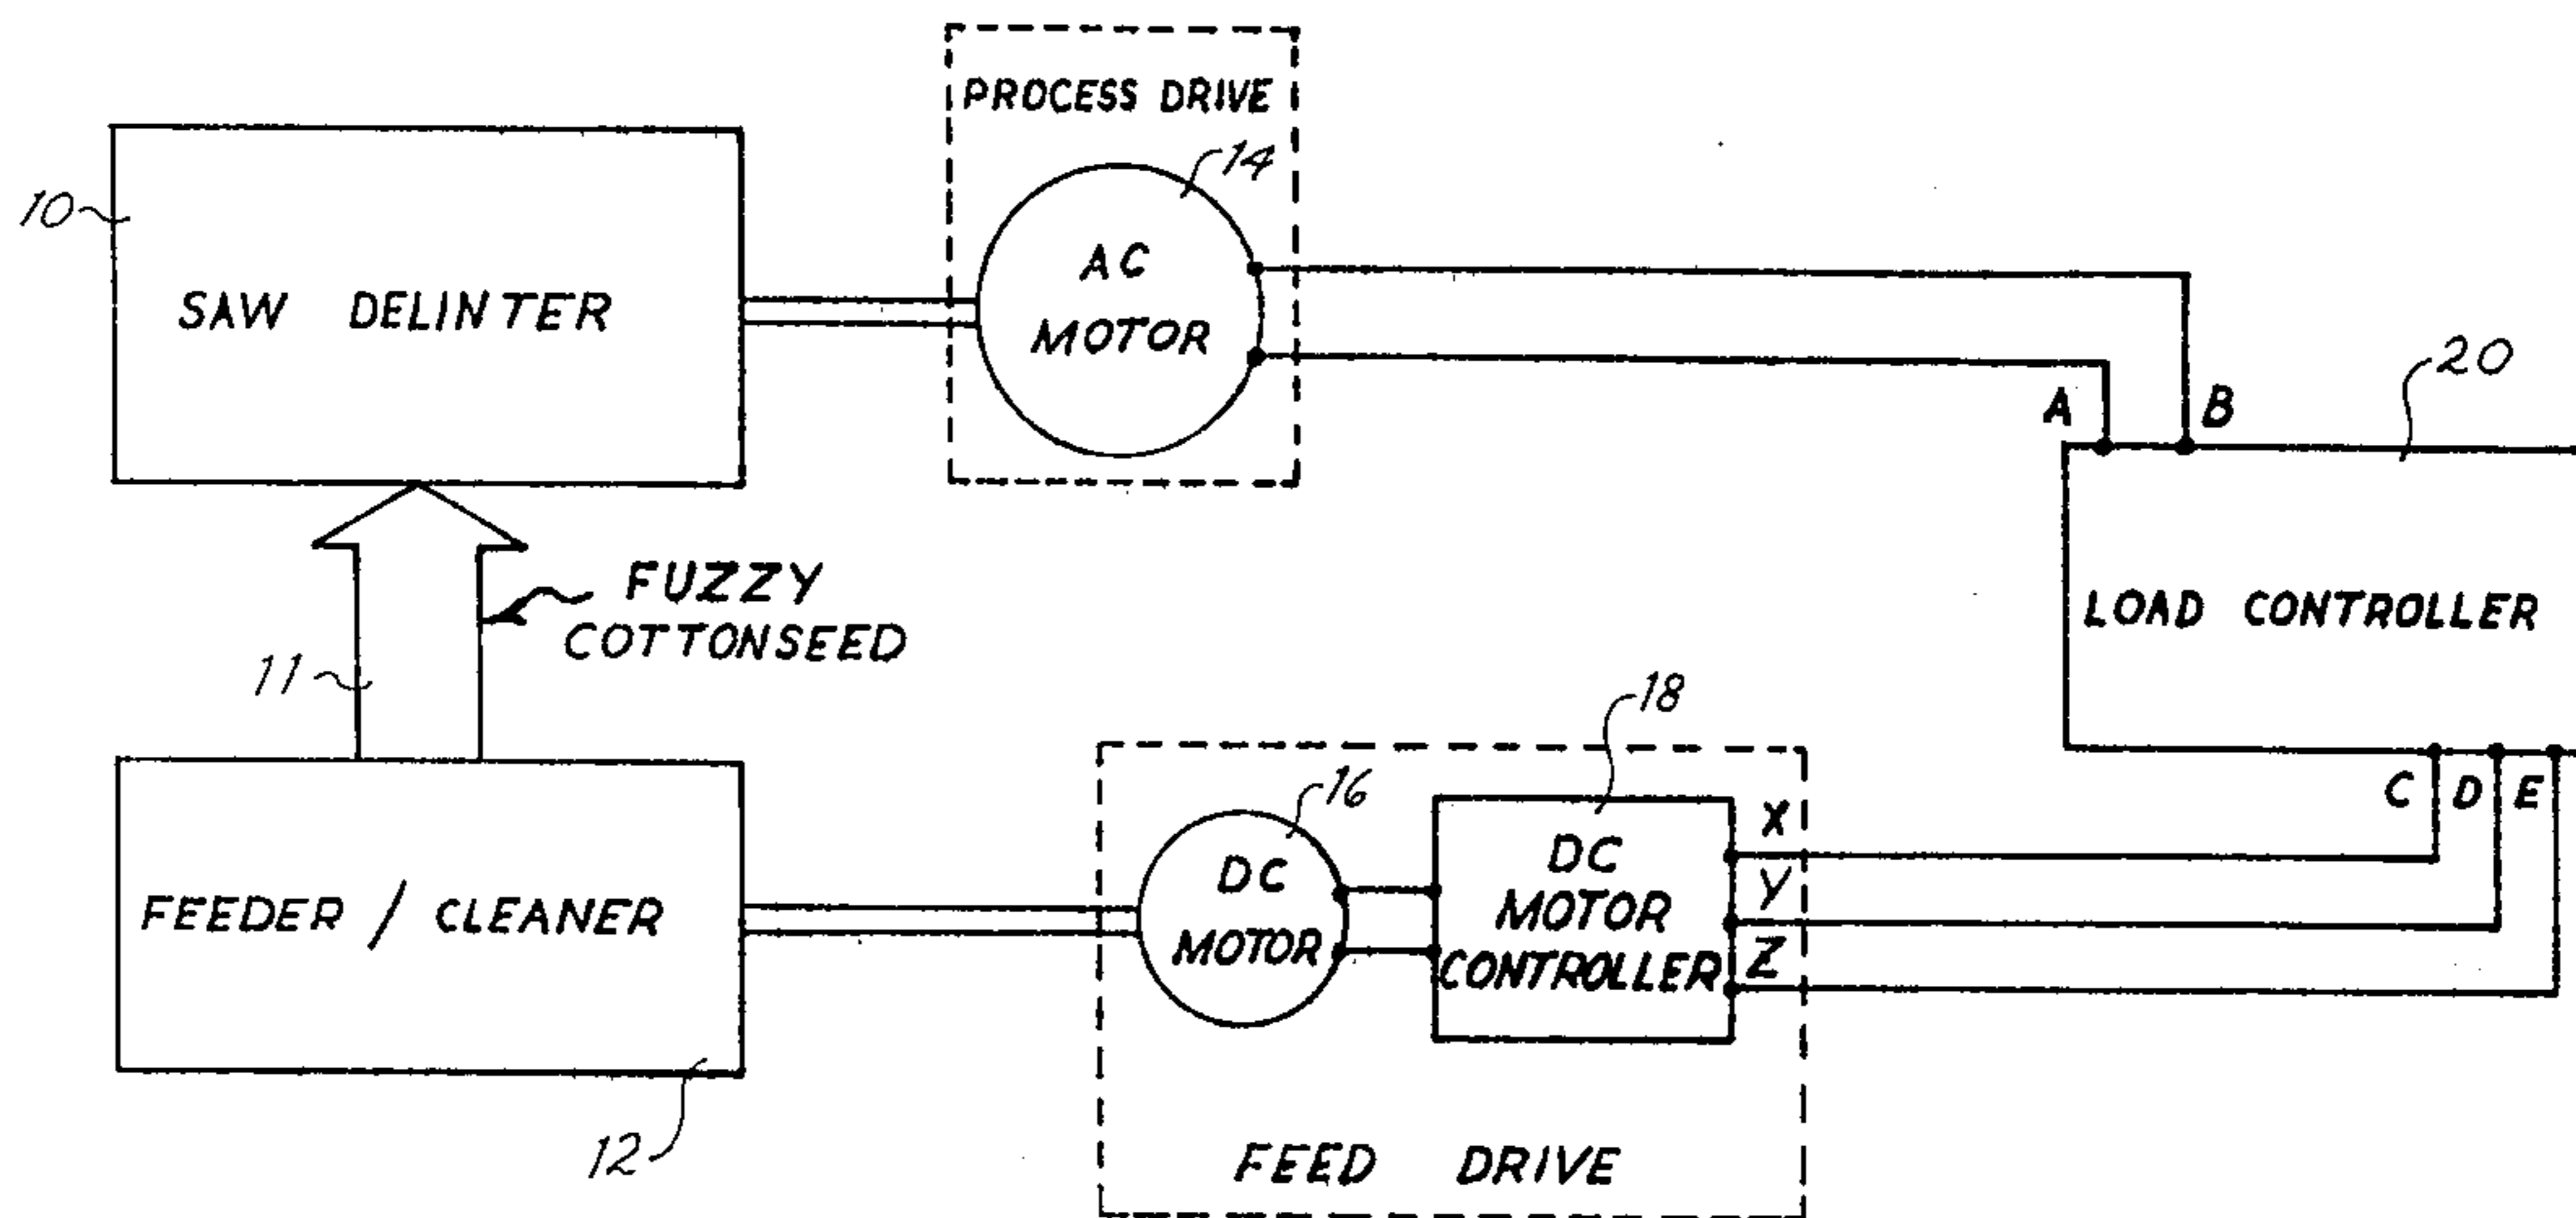 PROCESS DRIVE
14
10
AC
MOTOR
SAW DELINTER
20
A
B
FUZZY
COTTONSEED
LOAD CONTROLLER
11
18
16
C D E
X
DC
MOTOR
DC
MOTOR
CONTROLLER
Y
Z
FEEDER / CLEANER
12
FEED DRIVE